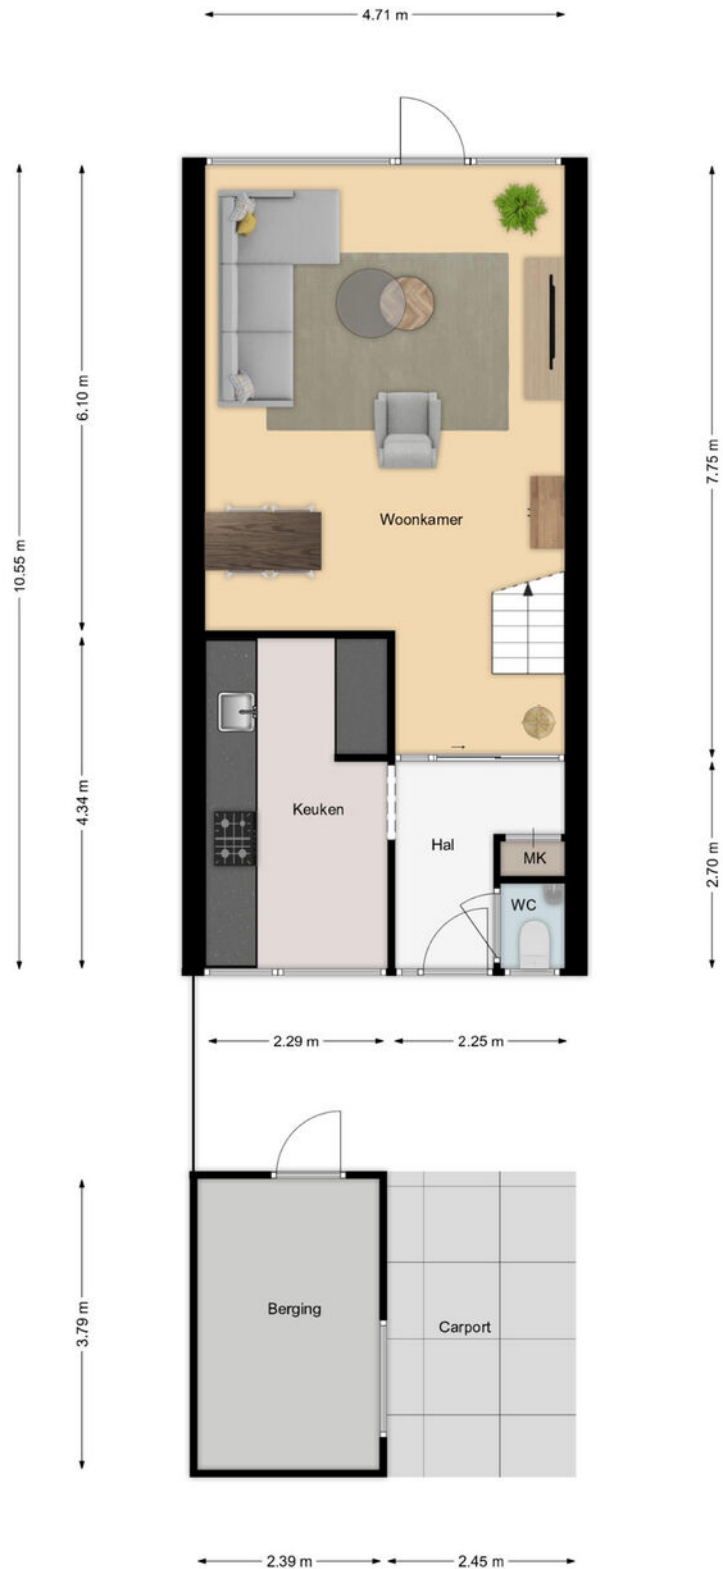 4.71 m
6.10 m
7.75 m
10.55 m
Woonkamer
4.34 m
Keuken
Hal
MK
2.70 m
WC
2.29 m
2.25 m
Berging
3.79 m
Carport
2.39 m
2.45 m